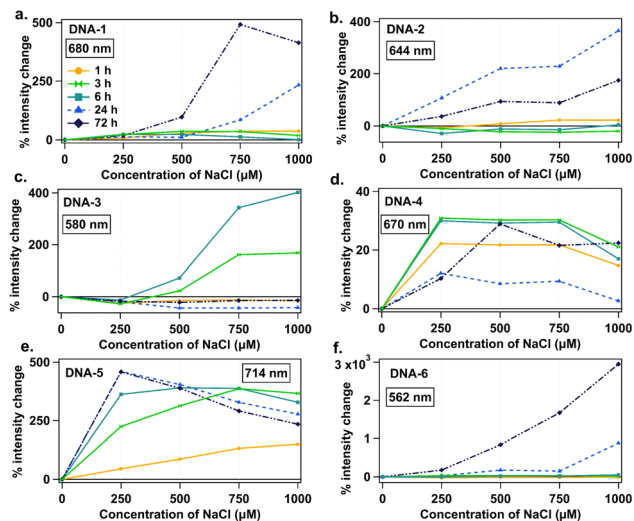 a.
DNA-1
680 nm
1 h
3 h
6 h
24 h
72 h
500
250
0
% intensity change
0 250 500 750 1000
Concentration of NaCl (µM)
b.
DNA-2
644 nm
400
200
0
% intensity change
0 250 500 750 1000
Concentration of NaCl (µM)
c.
DNA-3
580 nm
400
200
0
% intensity change
0 250 500 750 1000
Concentration of NaCl (µM)
d.
DNA-4
670 nm
40
20
0
% intensity change
0 250 500 750 1000
Concentration of NaCl (µM)
e.
DNA-5
714 nm
500
250
0
% intensity change
0 250 500 750 1000
Concentration of NaCl (µM)
f.
DNA-6
562 nm
3 x10³
2
1
0
% intensity change
0 250 500 750 1000
Concentration of NaCl (µM)